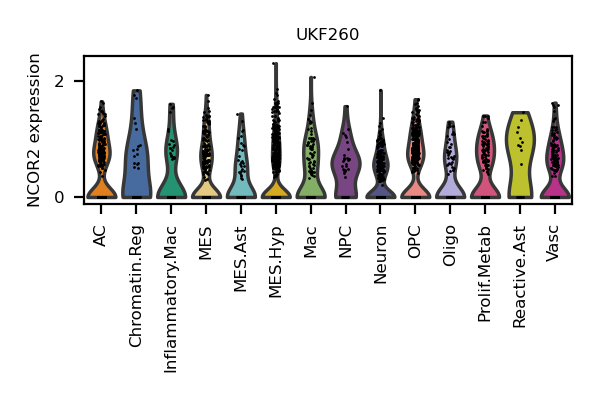 UKF260
NCOR2 expression
2
0
AC
Chromatin.Reg
Inflammatory.Mac
MES
MES.Ast
MES.Hyp
Mac
NPC
Neuron
OPC
Oligo
Prolif.Metab
Reactive.Ast
Vasc